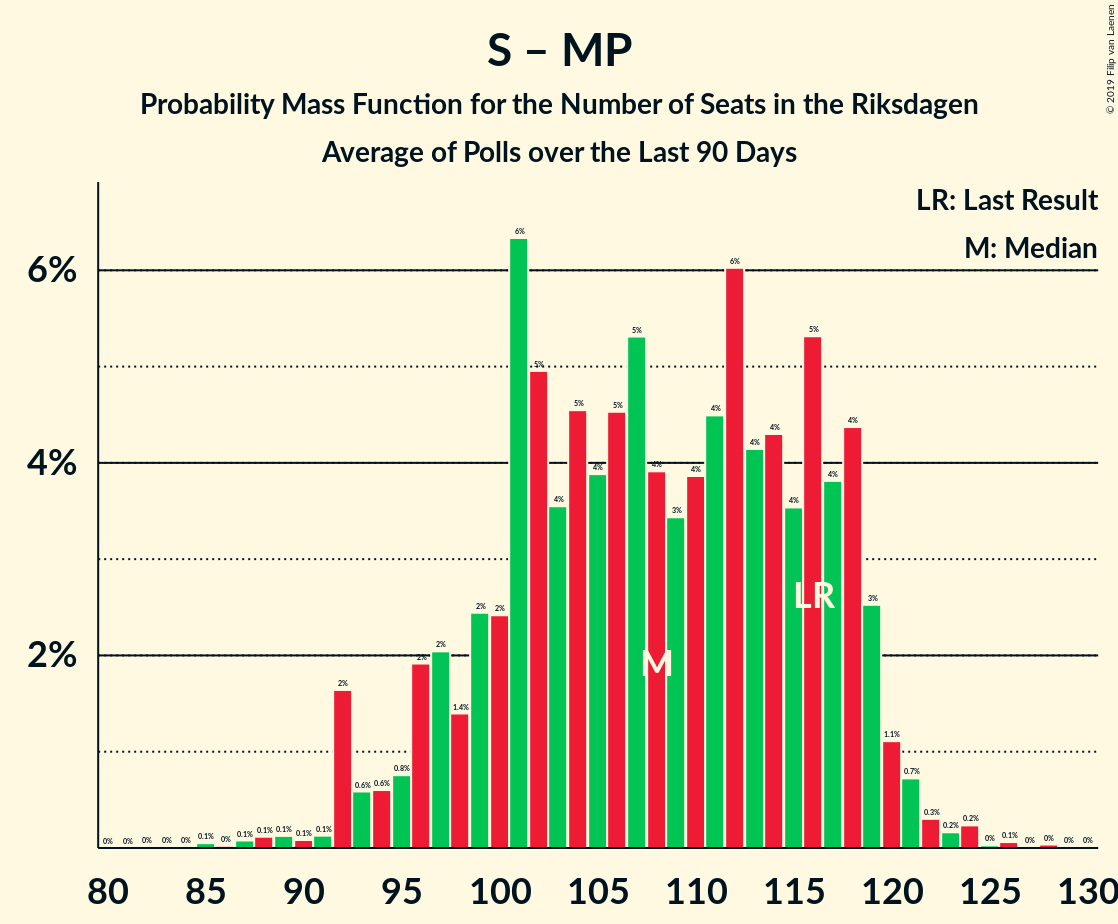 S – MP
Probability Mass Function for the Number of Seats in the Riksdagen
Average of Polls over the Last 90 Days
© 2019 Filip van Laenen
LR: Last Result
M: Median
6%
4%
2%
0% 0% 0% 0% 0% 0.1% 0% 0.1% 0.1% 0.1% 0.1% 0.1% 2% 0.6% 0.6% 0.8% 2% 2% 1.4% 2% 2% 6% 5% 4% 5% 4% 5% 5% 4% 3% 4% 4% 6% 4% 4% 4% 5% 4% 4% 3% 1.1% 0.7% 0.3% 0.2% 0.2% 0% 0.1% 0% 0% 0% 0%
LR
M
80 85 90 95 100 105 110 115 120 125 130